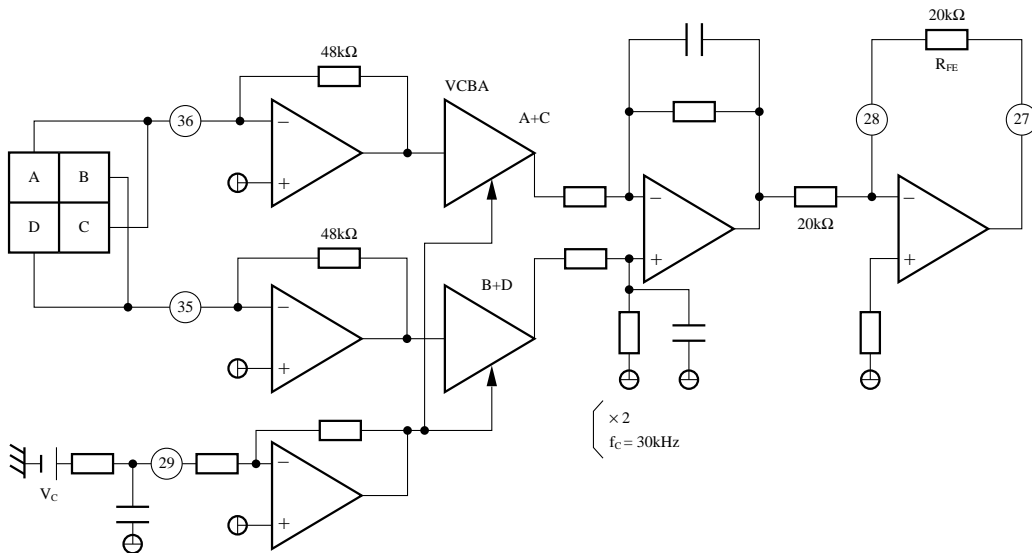 20kΩ
R_FE
48kΩ
VCBA
A+C
36
28
27
−
+
A B
D C
−
+
−
+
20kΩ
48kΩ
B+D
35
−
+
× 2
f_C = 30kHz
29
V_C
−
+